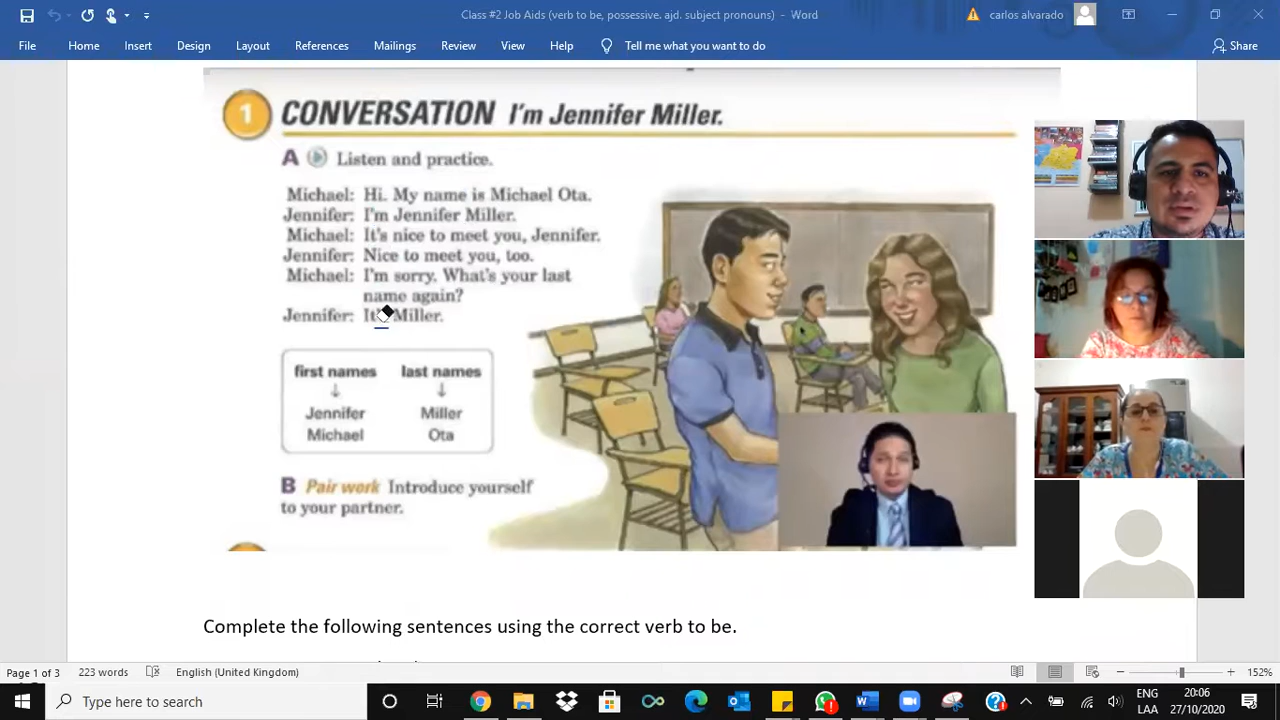 Class #2 Job Aids (verb to be, possessive. ajd. subject pronouns) - Word
carlos alvarado
File Home Insert Design Layout References Mailings Review View Help Tell me what you want to do Share
1 CONVERSATION I'm Jennifer Miller.
A Listen and practice.
Michael: Hi. My name is Michael Ota.
Jennifer: I'm Jennifer Miller.
Michael: It's nice to meet you, Jennifer.
Jennifer: Nice to meet you, too.
Michael: I'm sorry. What's your last
name again?
Jennifer: It's Miller.
first names last names
Jennifer Miller
Michael Ota
B Pair work Introduce yourself
to your partner.
Complete the following sentences using the correct verb to be.
Page 1 of 3 223 words English (United Kingdom) 152%
Type here to search
ENG 20:06
LAA 27/10/2020